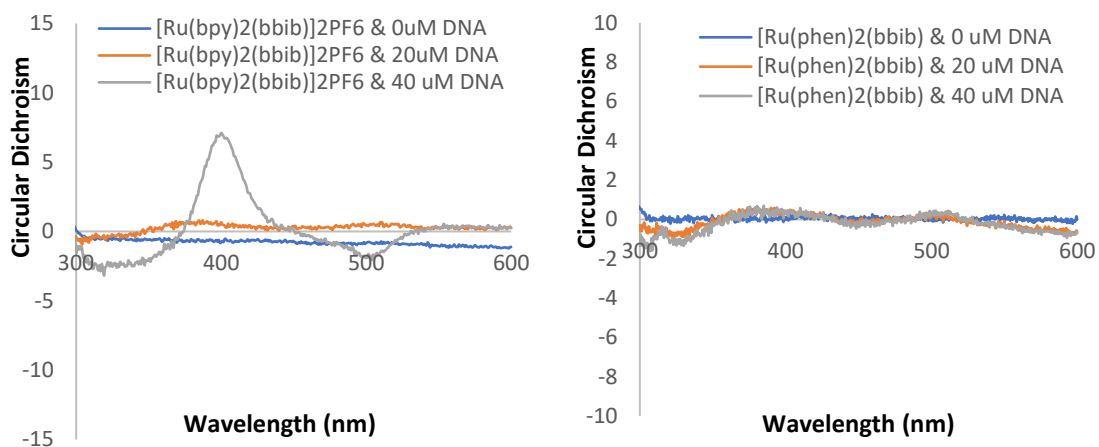 15
10
5
0
-5
-10
-15
Circular Dichroism
300
400
500
600
Wavelength (nm)
[Ru(bpy)2(bbib)]2PF6 & 0uM DNA
[Ru(bpy)2(bbib)]2PF6 & 20uM DNA
[Ru(bpy)2(bbib)]2PF6 & 40 uM DNA
10
8
6
4
2
0
-2
-4
-6
-8
-10
Circular Dichroism
300
400
500
600
Wavelength (nm)
[Ru(phen)2(bbib) & 0 uM DNA
[Ru(phen)2(bbib) & 20 uM DNA
[Ru(phen)2(bbib) & 40 uM DNA